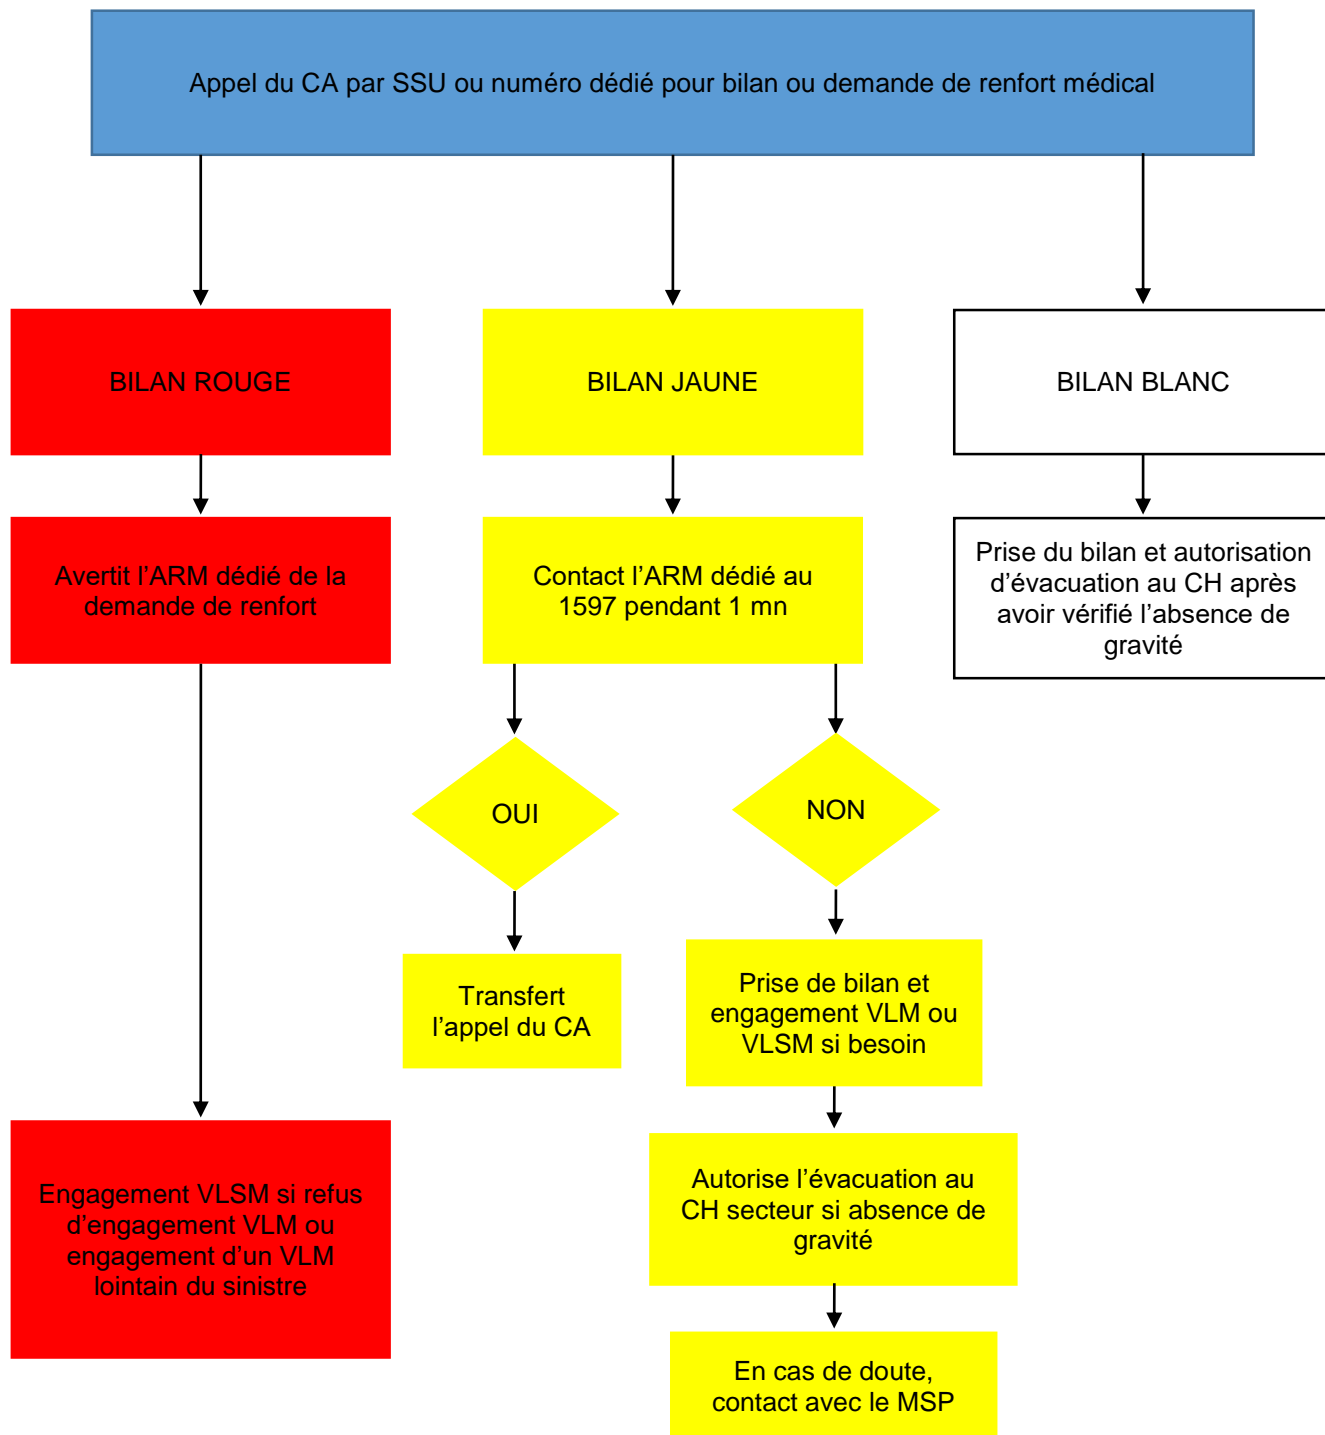 Appel du CA par SSU ou numéro dédié pour bilan ou demande de renfort médical
BILAN ROUGE
BILAN JAUNE
BILAN BLANC
Avertit l’ARM dédié de la
demande de renfort
Contact l’ARM dédié au
1597 pendant 1 mn
Prise du bilan et autorisation
d’évacuation au CH après
avoir vérifié l’absence de
gravité
OUI
NON
Transfert
l’appel du CA
Prise de bilan et
engagement VLM ou
VLSM si besoin
Engagement VLSM si refus
d’engagement VLM ou
engagement d’un VLM
lointain du sinistre
Autorise l’évacuation au
CH secteur si absence de
gravité
En cas de doute,
contact avec le MSP